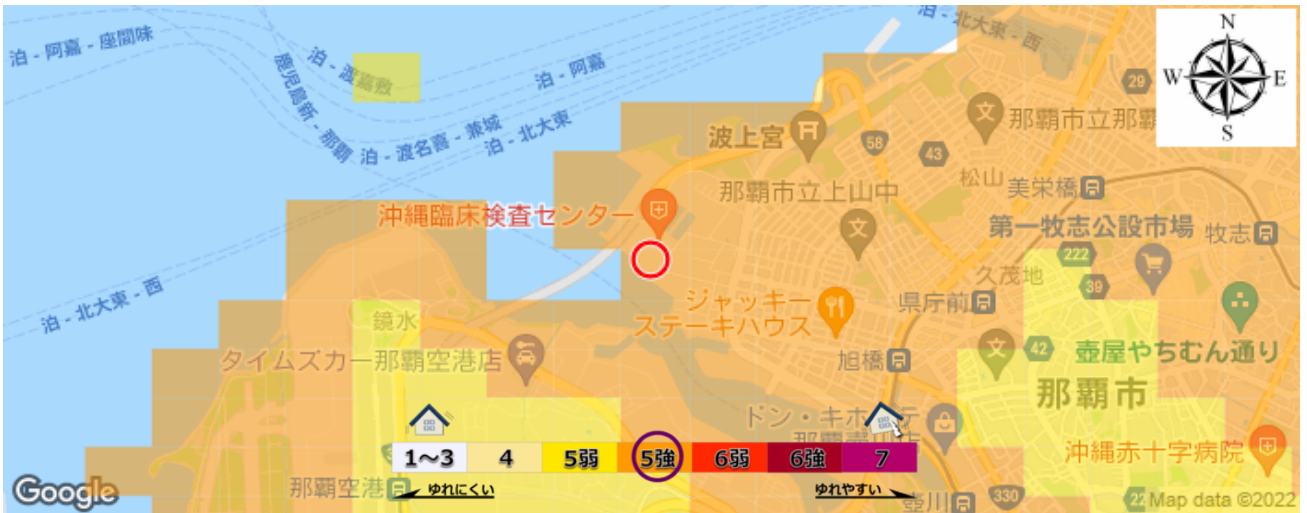 泊 - 阿嘉 - 座間味
泊 - 渡嘉敷
鹿児島新 - 那覇
泊 - 阿嘉
泊 - 渡名喜 - 兼城
泊 - 北大東
泊 - 北大東 - 西
泊 - 北大東 - 西
N
W
E
S
29
波上宮
那覇市立那覇
58
43
松山
美栄橋
那覇市立上山中
沖縄臨床検査センター
第一牧志公設市場
牧志
222
久茂地
39
ジャッキー
ステーキハウス
県庁前
鏡水
タイムズカー那覇空港店
旭橋
42
壺屋やちむん通り
那覇市
ドン・キホーテ
1～3
4
5弱
5強
6弱
6強
7
沖縄赤十字病院
Google
那覇空港
ゆれにくい
ゆれやすい
壺川
330
22
Map data ©2022